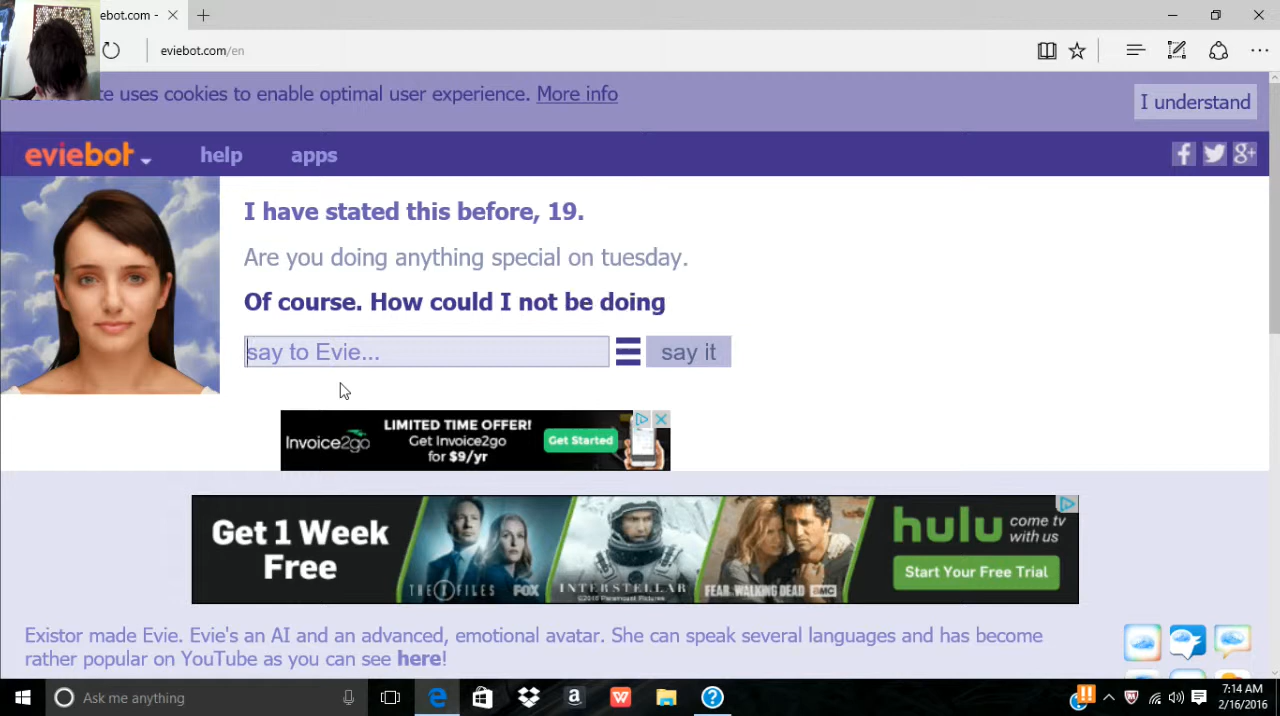 ebot.com -
eviebot.com/en
te uses cookies to enable optimal user experience. More info
I understand
eviebot
help
apps
I have stated this before, 19.
Are you doing anything special on tuesday.
Of course. How could I not be doing
say to Evie...
say it
LIMITED TIME OFFER!
Invoice2go
Get Invoice2go
for $9/yr
Get Started
Get 1 Week
Free
THE X FILES FOX
INTERSTELLAR
©2016 Paramount Pictures
FEAR THE WALKING DEAD AMC
hulu
come tv
with us
Start Your Free Trial
Existor made Evie. Evie's an AI and an advanced, emotional avatar. She can speak several languages and has become
rather popular on YouTube as you can see here!
Ask me anything
7:14 AM
2/16/2016